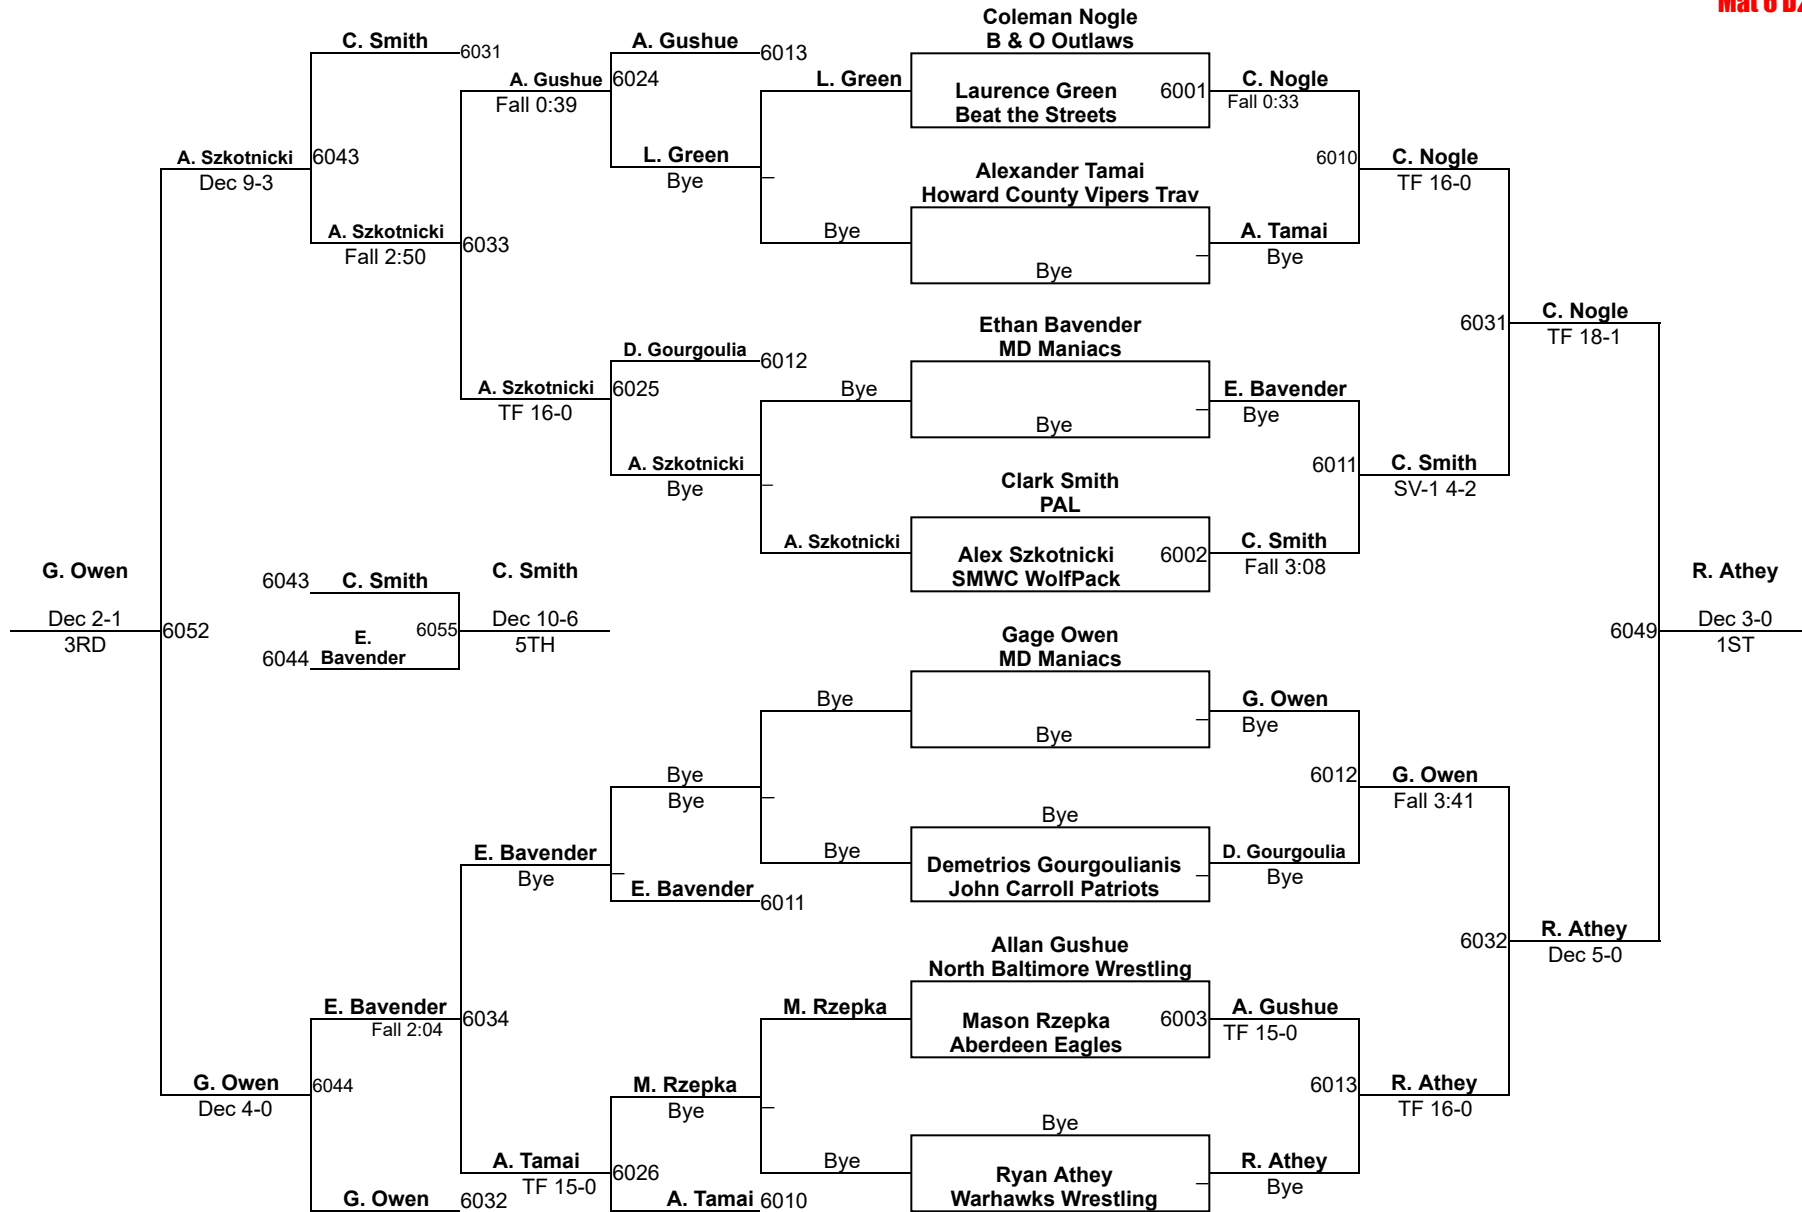 Mat 6
Coleman Nogle
B & O Outlaws
C. Smith
6031
A. Gushue
6013
A. Gushue
6024
Fall 0:39
L. Green
Laurence Green
Beat the Streets
6001
C. Nogle
Fall 0:33
A. Szkotnicki
6043
Dec 9-3
L. Green
Bye
6010
C. Nogle
TF 16-0
Alexander Tamai
Howard County Vipers Trav
A. Szkotnicki
6033
Fall 2:50
Bye
Bye
A. Tamai
Bye
Ethan Bavender
MD Maniacs
6031
C. Nogle
TF 18-1
D. Gourgoulia
6012
A. Szkotnicki
6025
TF 16-0
Bye
Bye
E. Bavender
Bye
A. Szkotnicki
Bye
6011
C. Smith
SV-1 4-2
Clark Smith
PAL
A. Szkotnicki
Alex Szkotnicki
SMWC WolfPack
6002
C. Smith
Fall 3:08
G. Owen
Dec 2-1
3RD
6052
6043
C. Smith
6055
6044
E.
Bavender
C. Smith
Dec 10-6
5TH
6049
R. Athey
Dec 3-0
1ST
Gage Owen
MD Maniacs
Bye
Bye
G. Owen
Bye
Bye
Bye
6012
G. Owen
Fall 3:41
Bye
Bye
Demetrios Gourgoulianis
John Carroll Patriots
D. Gourgoulia
Bye
E. Bavender
Bye
E. Bavender
6011
6032
R. Athey
Dec 5-0
Allan Gushue
North Baltimore Wrestling
E. Bavender
6034
Fall 2:04
M. Rzepka
Mason Rzepka
Aberdeen Eagles
6003
A. Gushue
TF 15-0
G. Owen
6044
Dec 4-0
M. Rzepka
Bye
6013
R. Athey
TF 16-0
Bye
A. Tamai
6026
TF 15-0
Bye
Ryan Athey
Warhawks Wrestling
R. Athey
Bye
G. Owen
6032
A. Tamai
6010